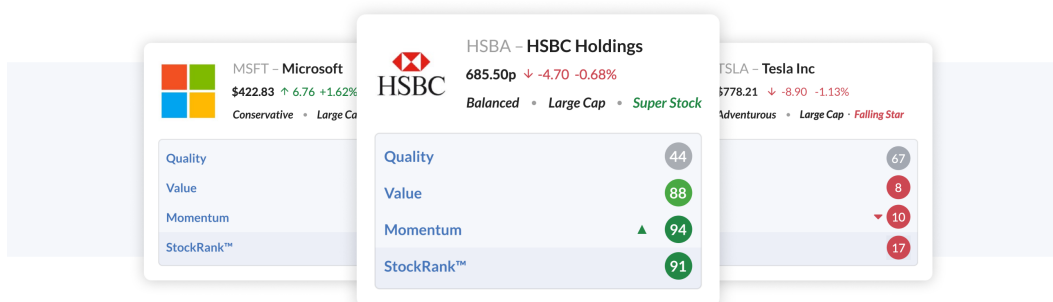 MSFT – Microsoft
$422.83 ↑ 6.76 +1.62%
Conservative • Large Ca
Quality
Value
Momentum
StockRank™
HSBC
HSBA – HSBC Holdings
685.50p ↓ -4.70 -0.68%
Balanced • Large Cap • Super Stock
Quality 44
Value 88
Momentum ▲ 94
StockRank™ 91
TSLA – Tesla Inc
$778.21 ↓ -8.90 -1.13%
Adventurous • Large Cap · Falling Star
67
8
▼ 10
17